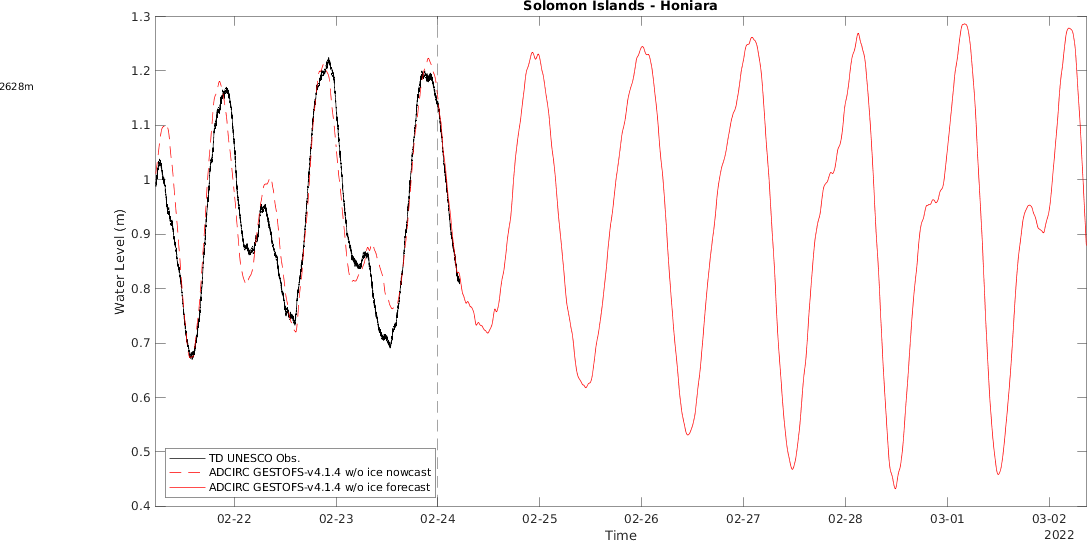 Solomon Islands - Honiara
2628m
Water Level (m)
1.3
1.2
1.1
1
0.9
0.8
0.7
0.6
0.5
0.4
TD UNESCO Obs.
ADCIRC GESTOFS-v4.1.4 w/o ice nowcast
ADCIRC GESTOFS-v4.1.4 w/o ice forecast
02-22 02-23 02-24 02-25 02-26 02-27 02-28 03-01 03-02
Time
2022